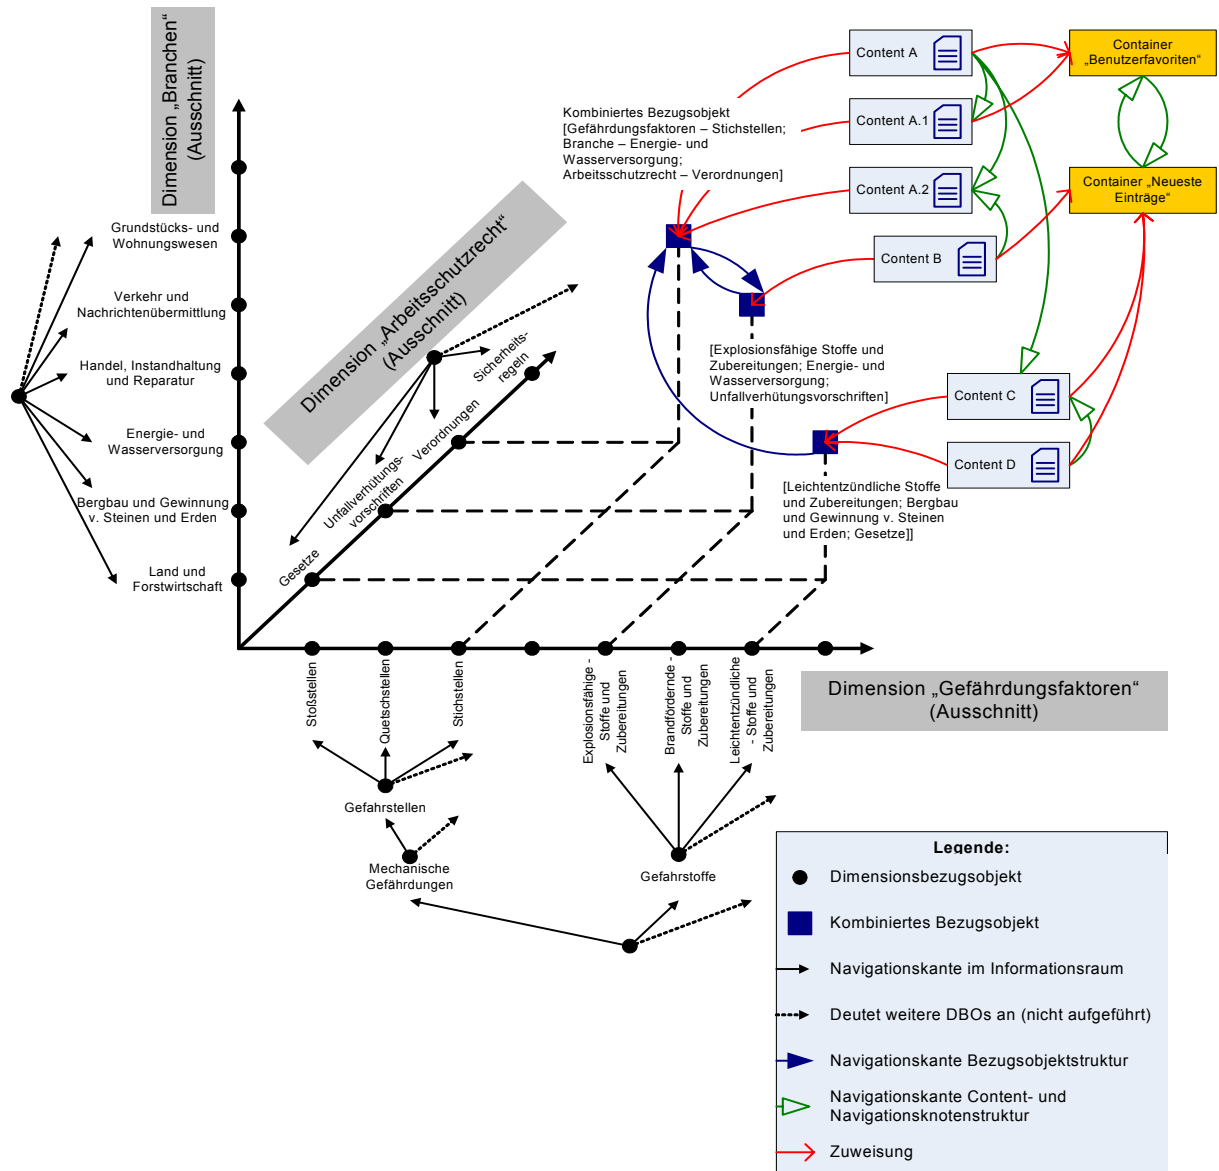 Dimension „Branchen“
(Ausschnitt)
Grundstücks- und
Wohnungswesen
Verkehr und
Nachrichtenübermittlung
Handel, Instandhaltung
und Reparatur
Energie- und
Wasserversorgung
Bergbau und Gewinnung
v. Steinen und Erden
Land und
Forstwirtschaft
Dimension „Arbeitsschutzrecht“
(Ausschnitt)
Sicherheits-
regeln
Verordnungen
Unfallverhütungs-
vorschriften
Gesetze
Kombiniertes Bezugsobjekt
[Gefährdungsfaktoren – Stichstellen;
Branche – Energie- und
Wasserversorgung;
Arbeitsschutzrecht – Verordnungen]
Content A
Content A.1
Content A.2
Content B
Content C
Content D
Container
„Benutzerfavoriten“
Container „Neueste
Einträge“
[Explosionsfähige Stoffe und
Zubereitungen; Energie- und
Wasserversorgung;
Unfallverhütungsvorschriften]
[Leichtentzündliche Stoffe
und Zubereitungen; Bergbau
und Gewinnung v. Steinen
und Erden; Gesetze]]
Stoßstellen
Quetschstellen
Stichstellen
Explosionsfähige -
Stoffe und
Zubereitungen
Brandfördernde -
Stoffe und
Zubereitungen
Leichtentzündliche
- Stoffe und
Zubereitungen
Dimension „Gefährdungsfaktoren“
(Ausschnitt)
Gefahrstellen
Mechanische
Gefährdungen
Gefahrstoffe
Legende:
Dimensionsbezugsobjekt
Kombiniertes Bezugsobjekt
Navigationskante im Informationsraum
Deutet weitere DBOs an (nicht aufgeführt)
Navigationskante Bezugsobjektstruktur
Navigationskante Content- und
Navigationsknotenstruktur
Zuweisung